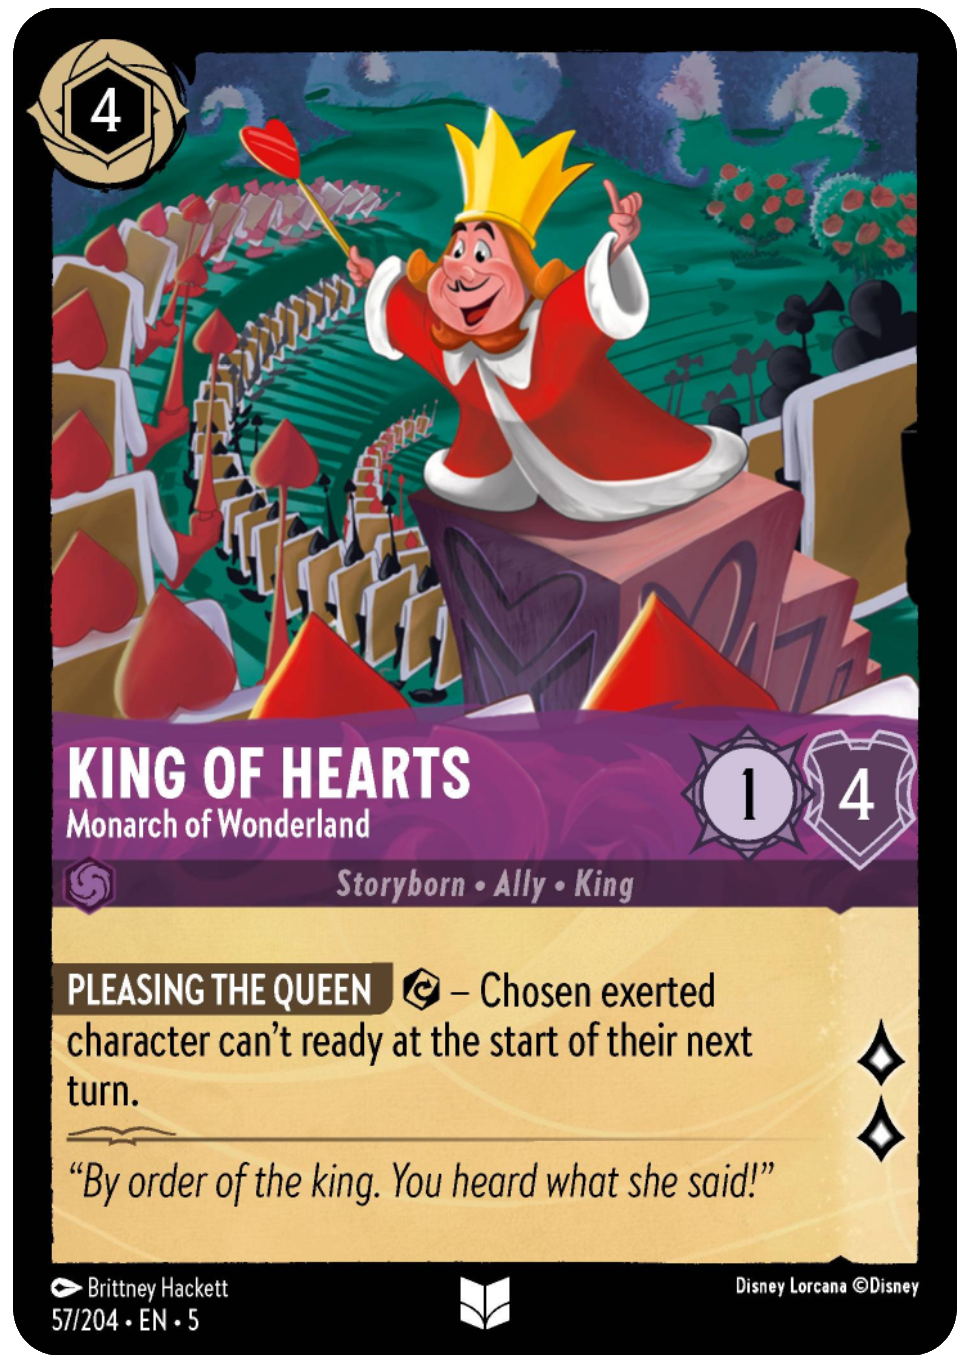 4
KING OF HEARTS
Monarch of Wonderland
1
4
Storyborn • Ally • King
PLEASING THE QUEEN – Chosen exerted
character can't ready at the start of their next
turn.
“By order of the king. You heard what she said!”
Brittney Hackett
57/204 • EN • 5
Disney Lorcana ©Disney